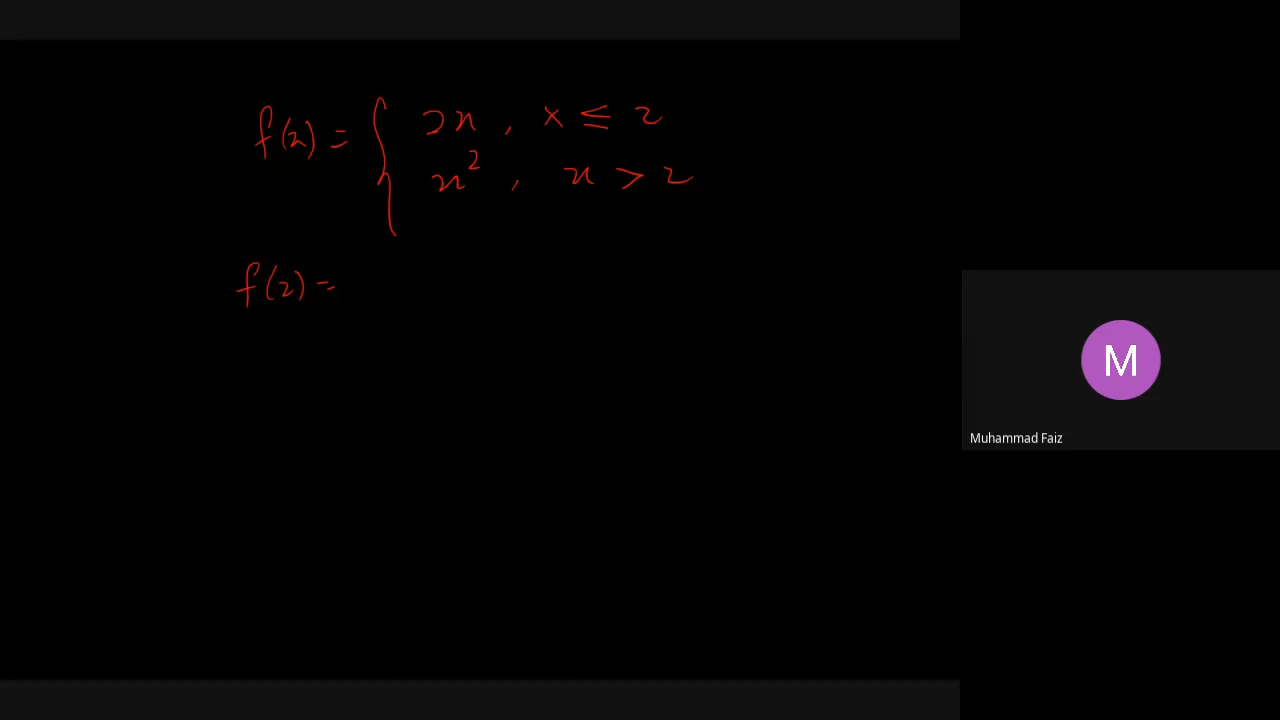 f(x) = { 2x , x ≤ 2
x² , x > 2
f(2) =
M
Muhammad Faiz